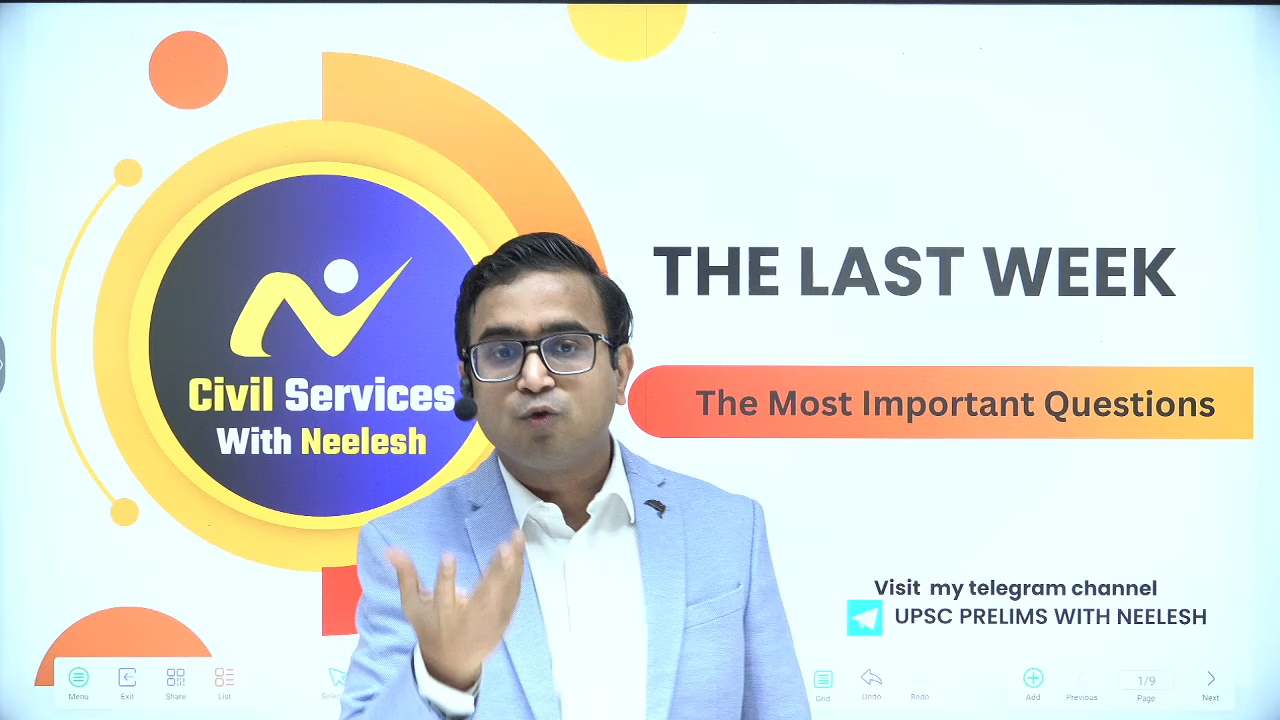 THE LAST WEEK
Civil Services
With Neelesh
The Most Important Questions
Visit my telegram channel
UPSC PRELIMS WITH NEELESH
Menu
Exit
Share
List
Grid
Undo
Redo
Add
Previous
1/9
Page
Next